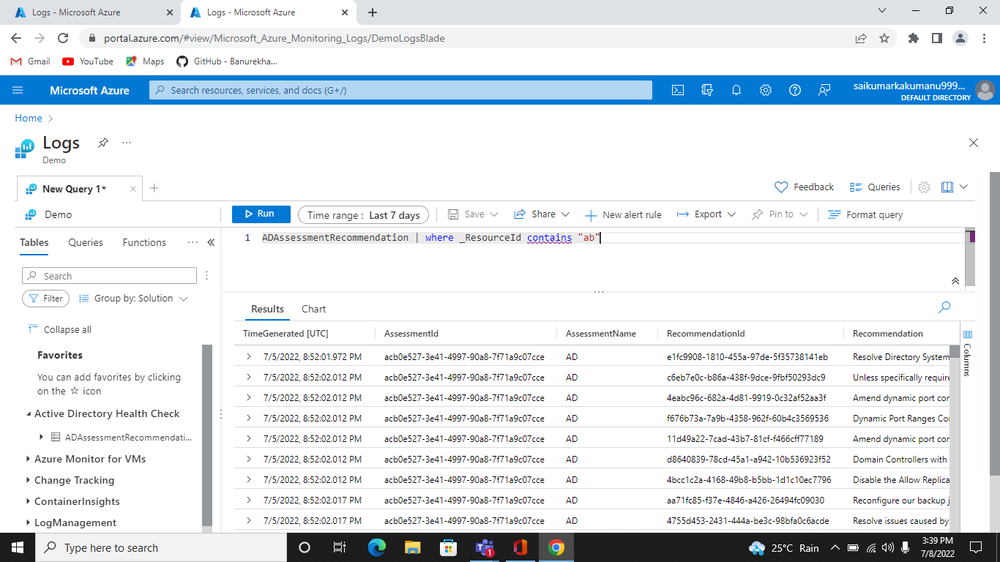 Logs - Microsoft Azure
Logs - Microsoft Azure
portal.azure.com/#view/Microsoft_Azure_Monitoring_Logs/DemoLogsBlade
Gmail
YouTube
Maps
GitHub - Banurekha...
Microsoft Azure
Search resources, services, and docs (G+/)
saikumarkakumanu999...
DEFAULT DIRECTORY
Home
Logs
Demo
New Query 1*
Feedback
Queries
Demo
Run
Time range : Last 7 days
Save
Share
New alert rule
Export
Pin to
Format query
Tables
Queries
Functions
1 ADAssessmentRecommendation | where _ResourceId contains "ab"
Search
Filter
Group by: Solution
Collapse all
Favorites
You can add favorites by clicking
on the ☆ icon
Active Directory Health Check
ADAssessmentRecommendati...
Azure Monitor for VMs
Change Tracking
ContainerInsights
LogManagement
Results
Chart
TimeGenerated [UTC] AssessmentId AssessmentName RecommendationId Recommendation
7/5/2022, 8:52:01.972 PM acb0e527-3e41-4997-90a8-7f71a9c07cce AD e1fc9908-1810-455a-97de-5f35738141eb Resolve Directory System
7/5/2022, 8:52:02.012 PM acb0e527-3e41-4997-90a8-7f71a9c07cce AD c6eb7e0c-b86a-438f-9dce-9fbf50293dc9 Unless specifically require
7/5/2022, 8:52:02.012 PM acb0e527-3e41-4997-90a8-7f71a9c07cce AD 4eabc96c-682a-4d81-9919-0c32af52aa3f Amend dynamic port con
7/5/2022, 8:52:02.012 PM acb0e527-3e41-4997-90a8-7f71a9c07cce AD f676b73a-7a9b-4358-962f-60b4c3569536 Dynamic Port Ranges Co
7/5/2022, 8:52:02.012 PM acb0e527-3e41-4997-90a8-7f71a9c07cce AD 11d49a22-7cad-43b7-81cf-f466cff77189 Amend dynamic port con
7/5/2022, 8:52:02.012 PM acb0e527-3e41-4997-90a8-7f71a9c07cce AD d8640839-78cd-45a1-a942-10b536923f52 Domain Controllers with
7/5/2022, 8:52:02.012 PM acb0e527-3e41-4997-90a8-7f71a9c07cce AD 4bcc1c2a-4168-49b8-b5bb-1d1c10ec7796 Disable the Allow Replica
7/5/2022, 8:52:02.017 PM acb0e527-3e41-4997-90a8-7f71a9c07cce AD aa71fc85-f37e-4846-a426-26494fc09030 Reconfigure our backup j
7/5/2022, 8:52:02.017 PM acb0e527-3e41-4997-90a8-7f71a9c07cce AD 4755d453-2431-444a-be3c-98bfa0c6acde Resolve issues caused by
Columns
Type here to search
1
25°C Rain
3:39 PM
7/8/2022